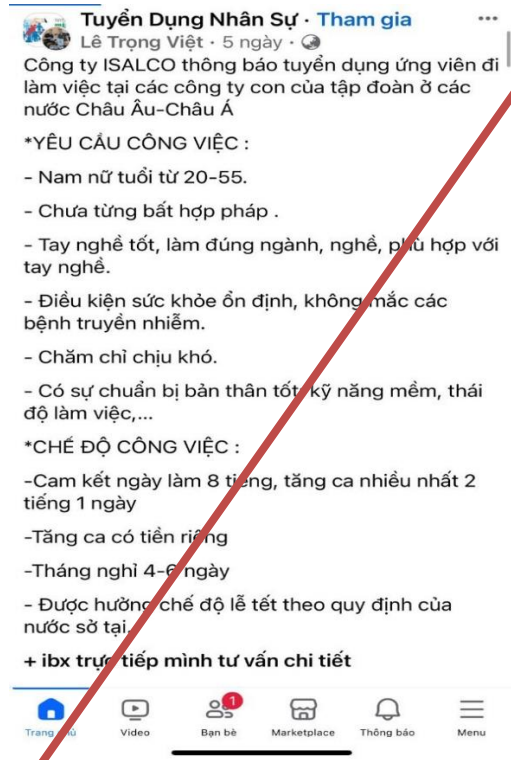 Tuyển Dụng Nhân Sự · Tham gia
Lê Trọng Việt · 5 ngày ·
Công ty ISALCO thông báo tuyển dụng ứng viên đi
làm việc tại các công ty con của tập đoàn ở các
nước Châu Âu-Châu Á
*YÊU CẦU CÔNG VIỆC :
- Nam nữ tuổi từ 20-55.
- Chưa từng bất hợp pháp .
- Tay nghề tốt, làm đúng ngành, nghề, phù hợp với
tay nghề.
- Điều kiện sức khỏe ổn định, không mắc các
bệnh truyền nhiễm.
- Chăm chỉ chịu khó.
- Có sự chuẩn bị bản thân tốt, kỹ năng mềm, thái
độ làm việc,...
*CHẾ ĐỘ CÔNG VIỆC :
-Cam kết ngày làm 8 tiếng, tăng ca nhiều nhất 2
tiếng 1 ngày
-Tăng ca có tiền riêng
-Tháng nghỉ 4-6 ngày
- Được hưởng chế độ lễ tết theo quy định của
nước sở tại.
+ ibx trực tiếp mình tư vấn chi tiết
1
Trang chủ Video Bạn bè Marketplace Thông báo Menu